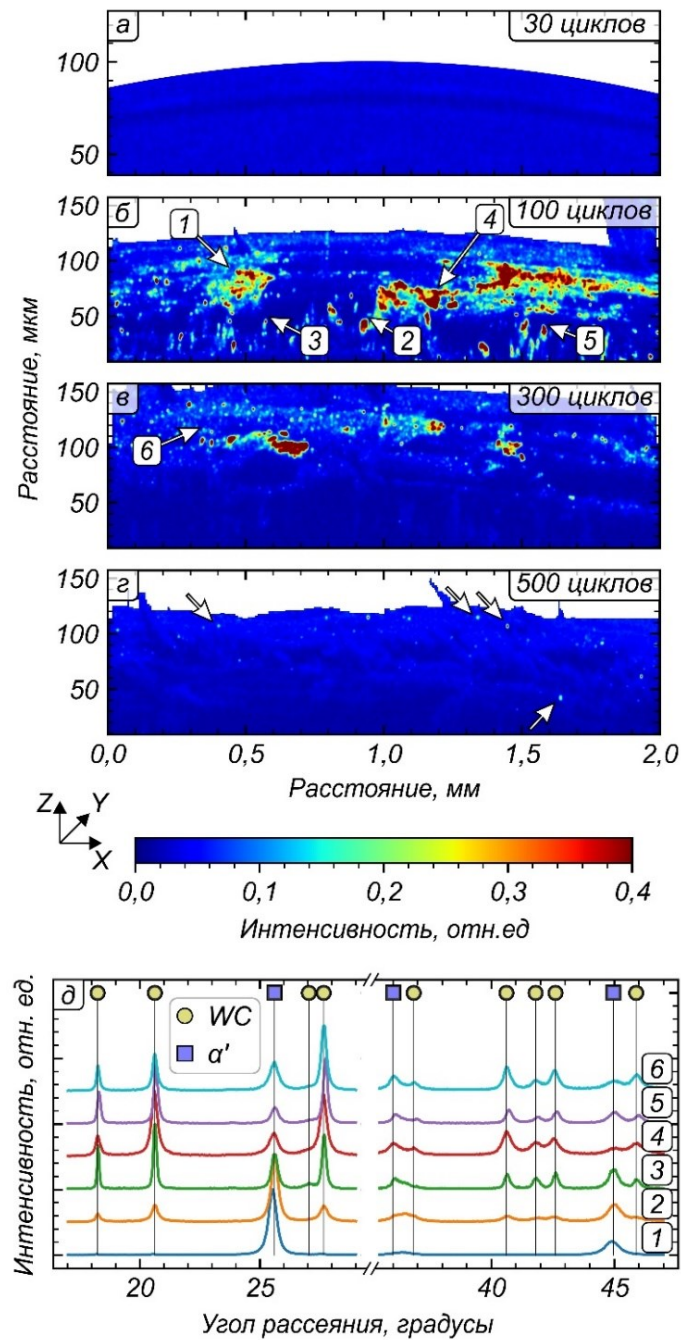 а
30 циклов
100
50
150
б
100 циклов
1
4
100
50
3
2
5
150
в
300 циклов
6
100
50
150
г
500 циклов
100
50
0,0
0,5
1,0
1,5
2,0
Расстояние, мкм
Расстояние, мм
Z
Y
X
0,0
0,1
0,2
0,3
0,4
Интенсивность, отн.ед
д
WC
α'
6
5
4
3
2
1
20
25
40
45
Интенсивность, отн. ед.
Угол рассеяния, градусы